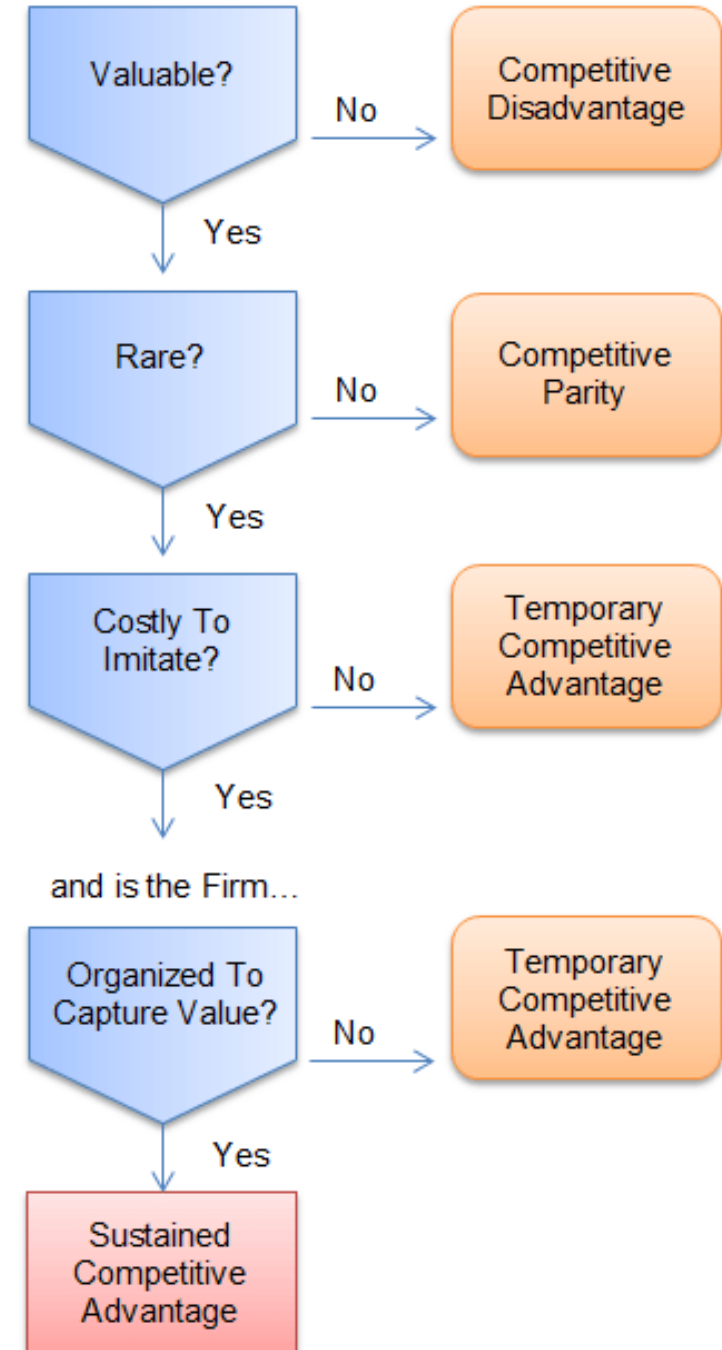 Valuable?
No
Competitive
Disadvantage
Yes
Rare?
No
Competitive
Parity
Yes
Costly To
Imitate?
No
Temporary
Competitive
Advantage
Yes
and is the Firm...
Organized To
Capture Value?
No
Temporary
Competitive
Advantage
Yes
Sustained
Competitive
Advantage